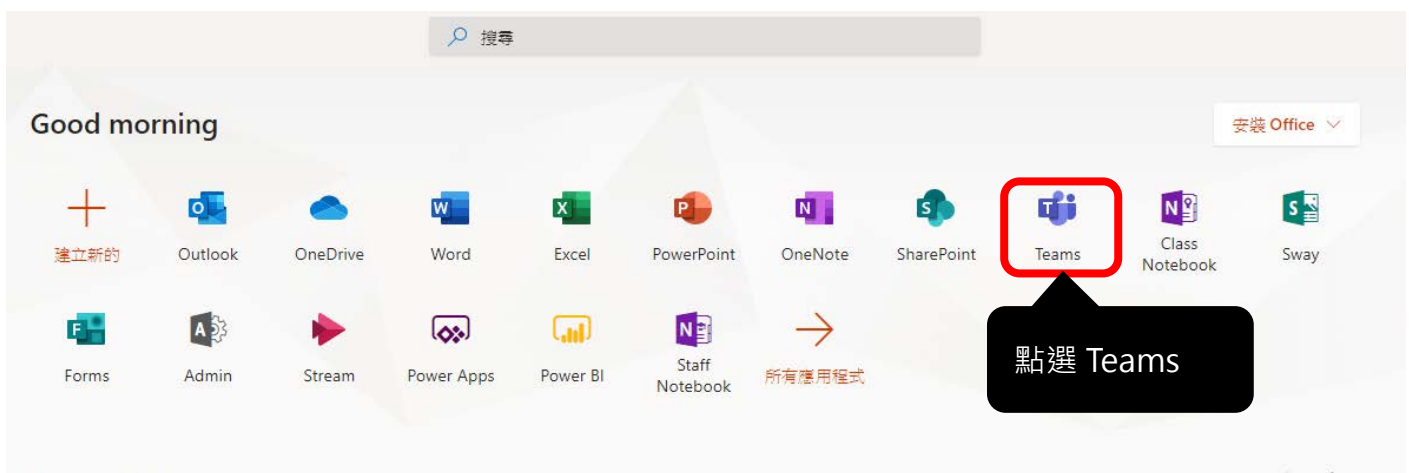 搜尋
Good morning
安裝 Office
建立新的
Outlook
OneDrive
Word
Excel
PowerPoint
OneNote
SharePoint
Teams
Class
Notebook
Sway
Forms
Admin
Stream
Power Apps
Power BI
Staff
Notebook
所有應用程式
點選 Teams